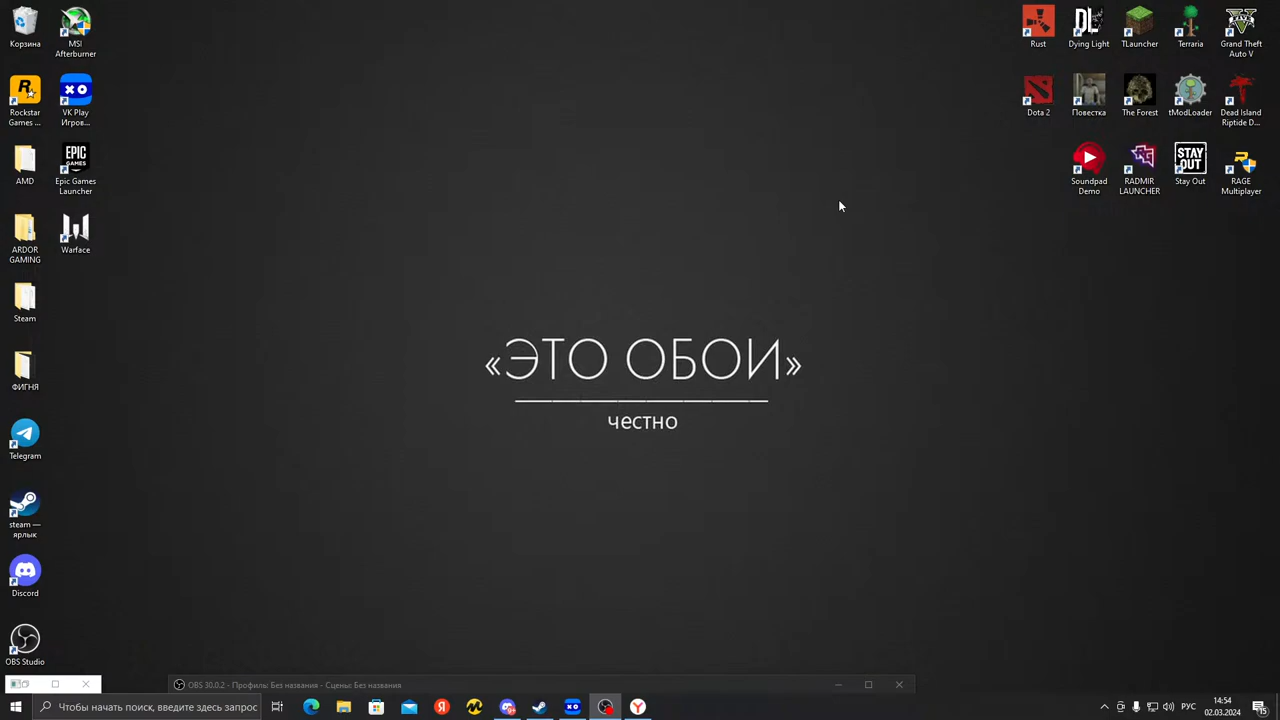 Корзина
MSI
Afterburner
Rockstar
Games ...
VK Play
Игров...
AMD
Epic Games
Launcher
ARDOR
GAMING
Warface
Steam
ФИГНЯ
Telegram
steam —
ярлык
Discord
OBS Studio
Rust
Dying Light
TLauncher
Terraria
Grand Theft
Auto V
Dota 2
Повестка
The Forest
tModLoader
Dead Island
Riptide D...
Soundpad
Demo
RADMIR
LAUNCHER
Stay Out
RAGE
Multiplayer
EPIC
GAMES
DL
STAY
OUT
«ЭТО ОБОИ»
честно
OBS 30.0.2 - Профиль: Без названия - Сцены: Без названия
Чтобы начать поиск, введите здесь запрос
РУС
14:54
02.03.2024